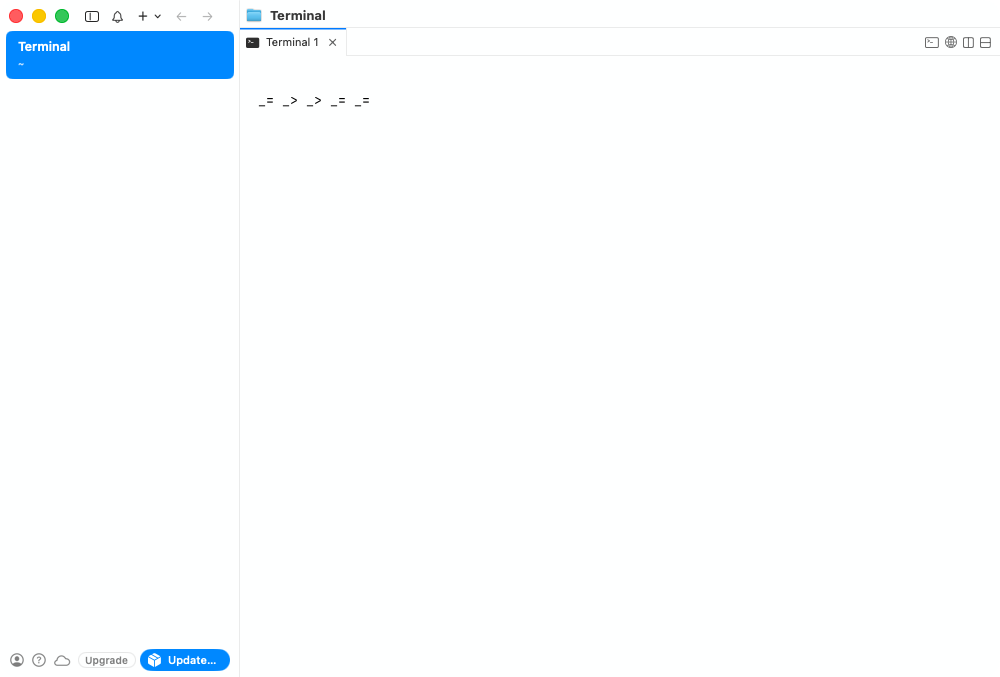 Terminal
Terminal
~
Terminal 1
_= _> _> _= _=
Upgrade
Update...